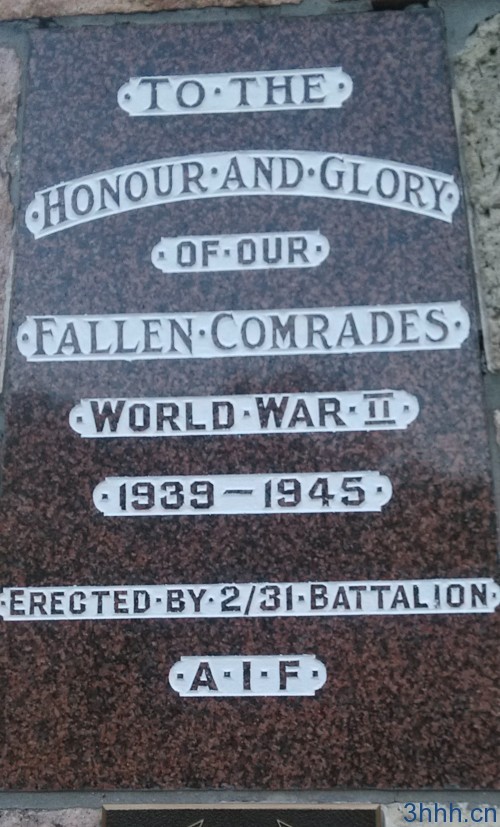 TO·THE
HONOUR·AND·GLORY
·OF·OUR·
·FALLEN·COMRADES·
·WORLD·WAR·II·
·1939–1945·
·ERECTED·BY·2/31·BATTALION·
·A·I·F·
3hhh.cn